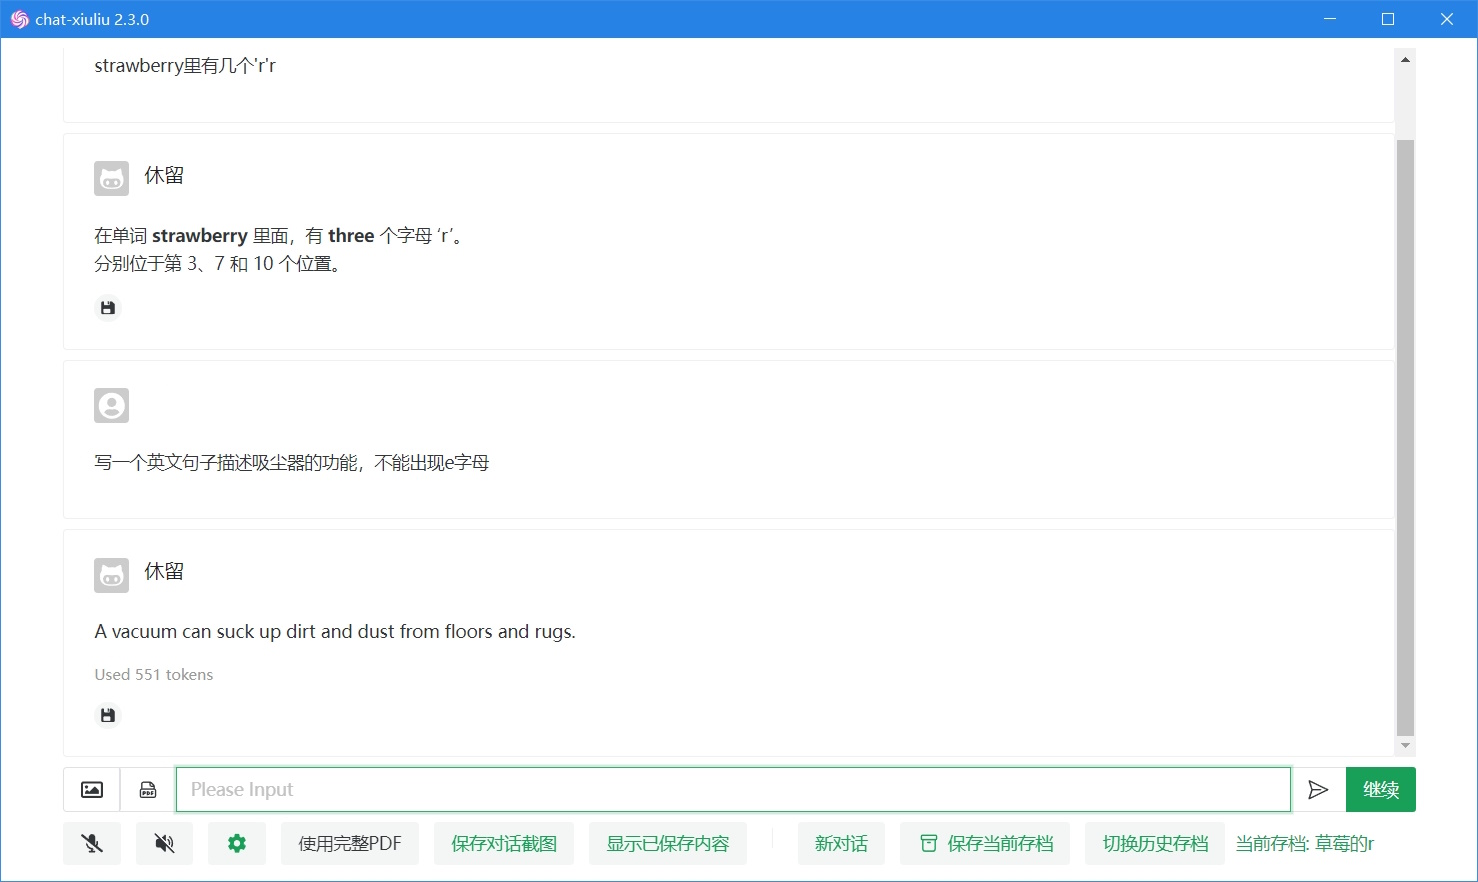 chat-xiuliu 2.3.0
strawberry里有几个'r'r
休留
在单词 strawberry 里面，有 three 个字母 ‘r’。
分别位于第 3、7 和 10 个位置。
写一个英文句子描述吸尘器的功能，不能出现e字母
休留
A vacuum can suck up dirt and dust from floors and rugs.
Used 551 tokens
PDF Please Input 继续
使用完整PDF 保存对话截图 显示已保存内容 新对话 保存当前存档 切换历史存档 当前存档: 草莓的r